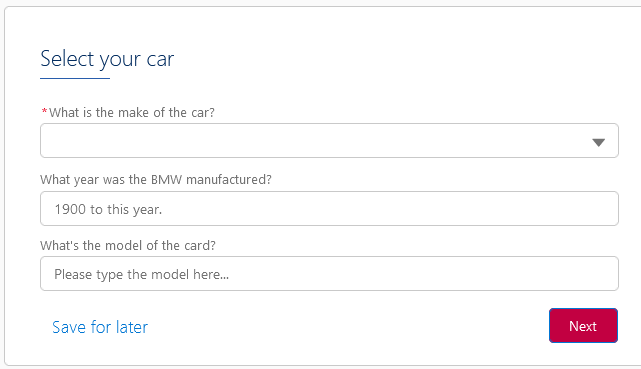 Select your car
*What is the make of the car?
What year was the BMW manufactured?
1900 to this year.
What's the model of the card?
Please type the model here...
Save for later
Next